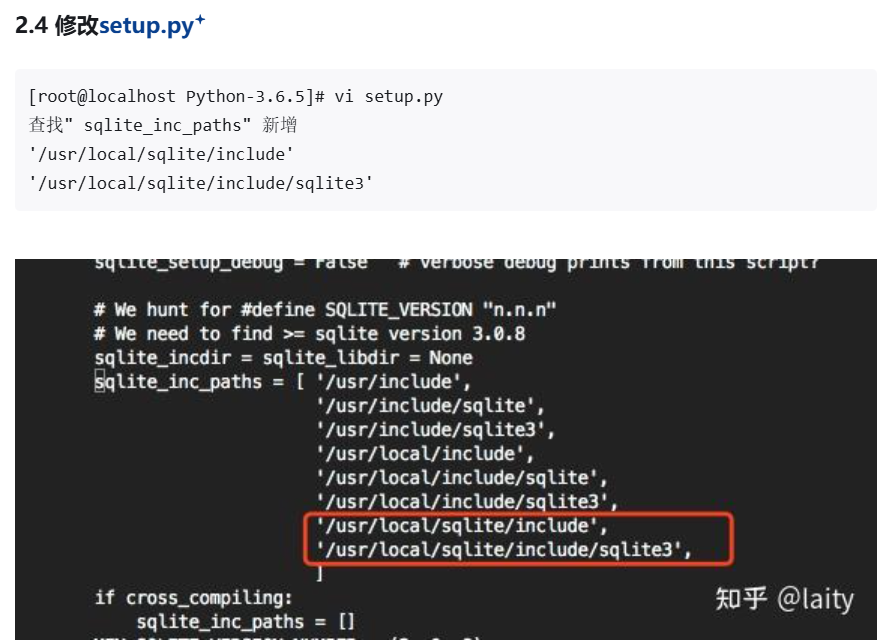 2.4 修改setup.py
[root@localhost Python-3.6.5]# vi setup.py
查找" sqlite_inc_paths" 新增
'/usr/local/sqlite/include'
'/usr/local/sqlite/include/sqlite3'
sqlite_setup_debug = False   # verbose debug prints from this script?
# We hunt for #define SQLITE_VERSION "n.n.n"
# We need to find >= sqlite version 3.0.8
sqlite_incdir = sqlite_libdir = None
sqlite_inc_paths = [ '/usr/include',
'/usr/include/sqlite',
'/usr/include/sqlite3',
'/usr/local/include',
'/usr/local/include/sqlite',
'/usr/local/include/sqlite3',
'/usr/local/sqlite/include',
'/usr/local/sqlite/include/sqlite3',
]
if cross_compiling:
sqlite_inc_paths = []
知乎 @laity